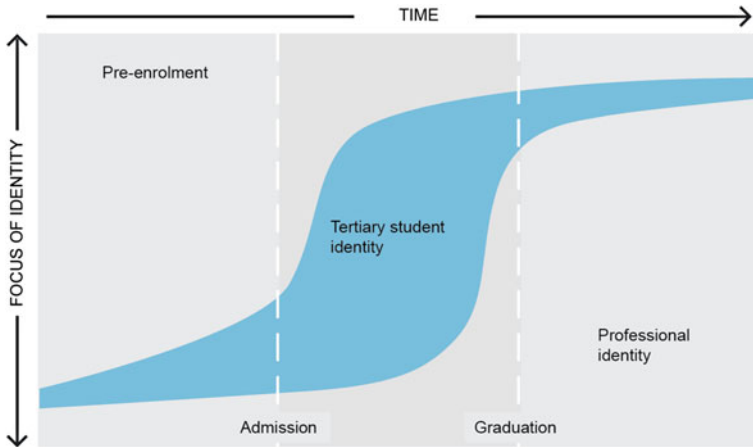 TIME
Pre-enrolment
FOCUS OF IDENTITY
Tertiary student
identity
Professional
identity
Admission
Graduation